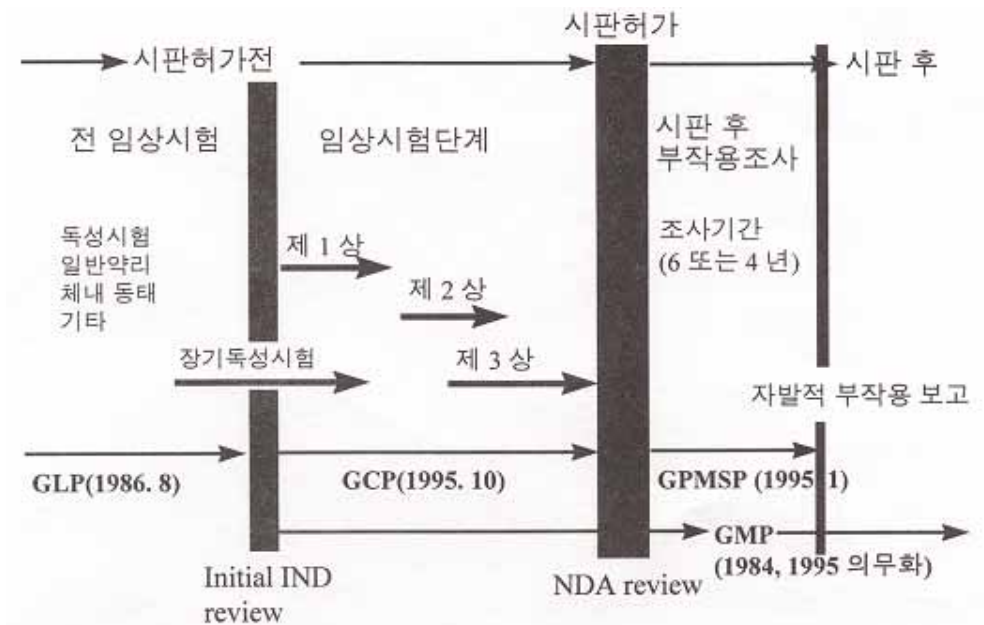 시판허가
시판허가전
시판 후
전 임상시험
임상시험단계
시판 후
부작용조사
독성시험
일반약리
체내 동태
기타
제 1 상
조사기간
(6 또는 4 년)
제 2 상
장기독성시험
제 3 상
자발적 부작용 보고
GLP(1986. 8)
GCP(1995. 10)
GPMSP (1995. 1)
GMP
(1984, 1995 의무화)
Initial IND
review
NDA review